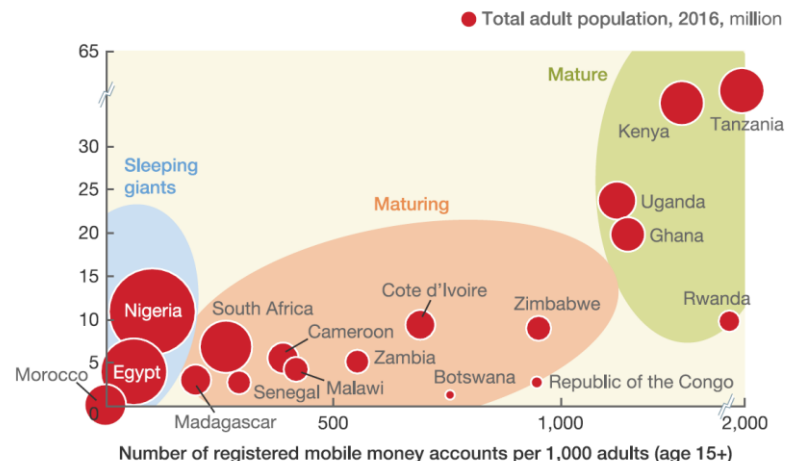 Total adult population, 2016, million
65
Mature
Kenya
Tanzania
30
Sleeping
giants
25
Maturing
Uganda
20
Ghana
15
Cote d'Ivoire
Rwanda
Nigeria
South Africa
Zimbabwe
10
Cameroon
Zambia
5
Morocco
Egypt
Senegal
Malawi
Botswana
Republic of the Congo
0
Madagascar
500
1,000
2,000
Number of registered mobile money accounts per 1,000 adults (age 15+)